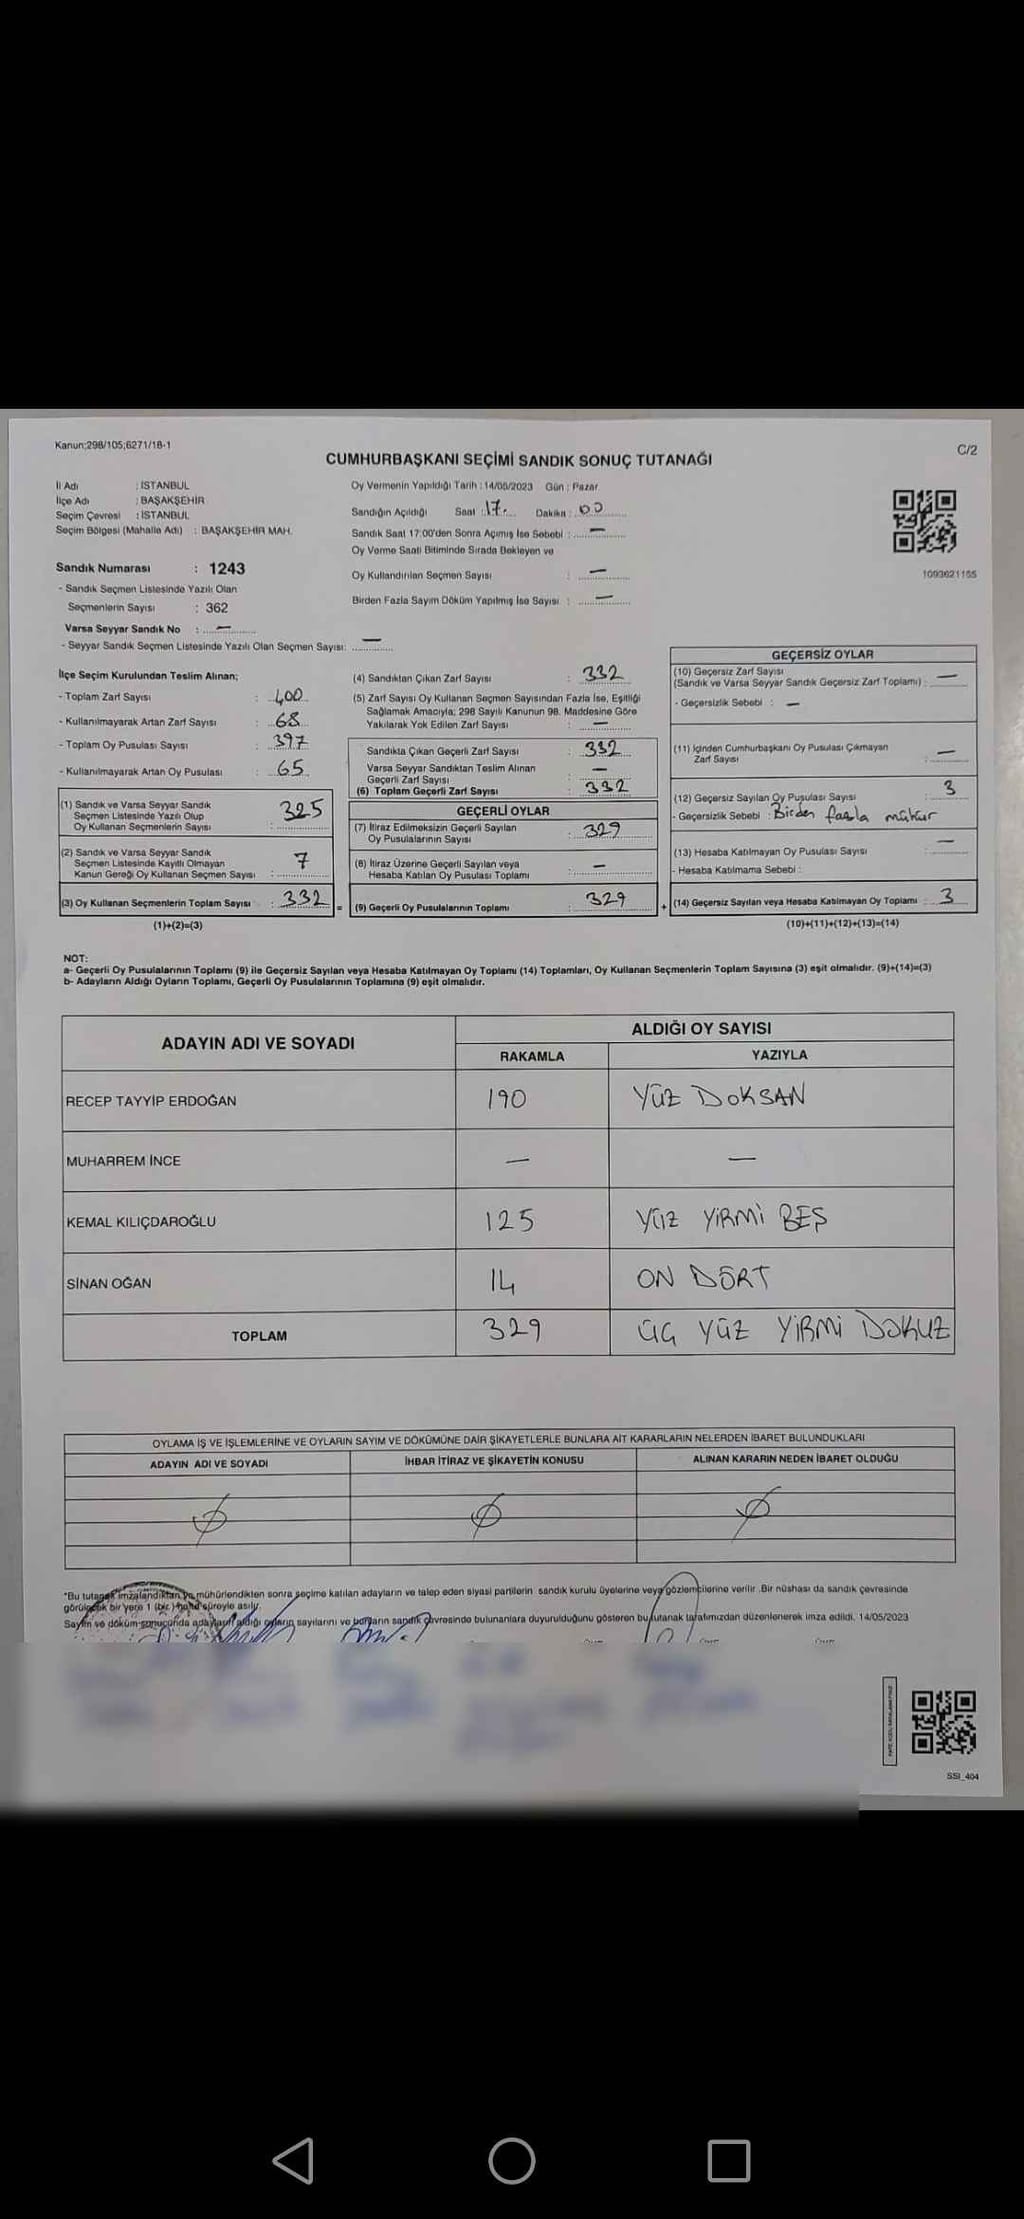 Kanun;298/105;6271/18-1
C/2
CUMHURBAŞKANI SEÇİMİ SANDIK SONUÇ TUTANAĞI
İl Adı : İSTANBUL
İlçe Adı : BAŞAKŞEHİR
Seçim Çevresi : İSTANBUL
Seçim Bölgesi (Mahalle Adı) : BAŞAKŞEHİR MAH.
Sandık Numarası : 1243
- Sandık Seçmen Listesinde Yazılı Olan
Seçmenlerin Sayısı : 362
Varsa Seyyar Sandık No : —
- Seyyar Sandık Seçmen Listesinde Yazılı Olan Seçmen Sayısı: —
Oy Vermenin Yapıldığı Tarih : 14/05/2023 Gün : Pazar
Sandığın Açıldığı Saat : 17. Dakika : 00
Sandık Saat 17:00'den Sonra Açımış İse Sebebi : —
Oy Verme Saati Bitiminde Sırada Bekleyen ve
Oy Kullandırılan Seçmen Sayısı : —
Birden Fazla Sayım Döküm Yapılmış İse Sayısı : —
1093621155
İlçe Seçim Kurulundan Teslim Alınan;
- Toplam Zarf Sayısı : 400
- Kullanılmayarak Artan Zarf Sayısı : 68
- Toplam Oy Pusulası Sayısı : 397
- Kullanılmayarak Artan Oy Pusulası : 65
(1) Sandık ve Varsa Seyyar Sandık
Seçmen Listesinde Yazılı Olup
Oy Kullanan Seçmenlerin Sayısı : 325
(2) Sandık ve Varsa Seyyar Sandık
Seçmen Listesinde Kayıtlı Olmayan
Kanun Gereği Oy Kullanan Seçmen Sayısı : 7
(3) Oy Kullanan Seçmenlerin Toplam Sayısı : 332 =
(1)+(2)=(3)
(4) Sandıktan Çıkan Zarf Sayısı : 332
(5) Zarf Sayısı Oy Kullanan Seçmen Sayısından Fazla İse, Eşitliği
Sağlamak Amacıyla; 298 Sayılı Kanunun 98. Maddesine Göre
Yakılarak Yok Edilen Zarf Sayısı : —
Sandıkta Çıkan Geçerli Zarf Sayısı : 332
Varsa Seyyar Sandıktan Teslim Alınan
Geçerli Zarf Sayısı : —
(6) Toplam Geçerli Zarf Sayısı : 332
GEÇERLİ OYLAR
(7) İtiraz Edilmeksizin Geçerli Sayılan
Oy Pusulalarının Sayısı : 329
(8) İtiraz Üzerine Geçerli Sayılan veya
Hesaba Katılan Oy Pusulası Toplamı : —
(9) Geçerli Oy Pusulalarının Toplamı : 329 +
GEÇERSİZ OYLAR
(10) Geçersiz Zarf Sayısı
(Sandık ve Varsa Seyyar Sandık Geçersiz Zarf Toplamı) : —
- Geçersizlik Sebebi : —
(11) İçinden Cumhurbaşkanı Oy Pusulası Çıkmayan
Zarf Sayısı : —
(12) Geçersiz Sayılan Oy Pusulası Sayısı : 3
- Geçersizlik Sebebi : Birden fazla mühür
(13) Hesaba Katılmayan Oy Pusulası Sayısı : —
- Hesaba Katılmama Sebebi :
(14) Geçersiz Sayılan veya Hesaba Katılmayan Oy Toplamı : 3
(10)+(11)+(12)+(13)=(14)
NOT:
a- Geçerli Oy Pusulalarının Toplamı (9) ile Geçersiz Sayılan veya Hesaba Katılmayan Oy Toplamı (14) Toplamları, Oy Kullanan Seçmenlerin Toplam Sayısına (3) eşit olmalıdır. (9)+(14)=(3)
b- Adayların Aldığı Oyların Toplamı, Geçerli Oy Pusulalarının Toplamına (9) eşit olmalıdır.
ADAYIN ADI VE SOYADI
ALDIĞI OY SAYISI
RAKAMLA YAZIYLA
RECEP TAYYİP ERDOĞAN 190 YÜZ DOKSAN
MUHARREM İNCE — —
KEMAL KILIÇDAROĞLU 125 YÜZ YİRMİ BEŞ
SİNAN OĞAN 14 ON DÖRT
TOPLAM 329 ÜÇ YÜZ YİRMİ DOKUZ
OYLAMA İŞ VE İŞLEMLERİNE VE OYLARIN SAYIM VE DÖKÜMÜNE DAİR ŞİKAYETLERLE BUNLARA AİT KARARLARIN NELERDEN İBARET BULUNDUKLARI
ADAYIN ADI VE SOYADI İHBAR İTİRAZ VE ŞİKAYETİN KONUSU ALINAN KARARIN NEDEN İBARET OLDUĞU
*Bu tutanak imzalandıktan ve mühürlendikten sonra seçime katılan adayların ve talep eden siyasi partilerin sandık kurulu üyelerine veya gözlemcilerine verilir. Bir nüshası da sandık çevresinde
görülecek bir yere 1 (bir) hafta süreyle asılır.
Sayım ve döküm sonucunda adayların aldığı oyların sayılarını ve bunların sandık çevresinde bulunanlara duyurulduğunu gösteren bu tutanak tarafımızdan düzenlenerek imza edildi. 14/05/2023
SSI_404